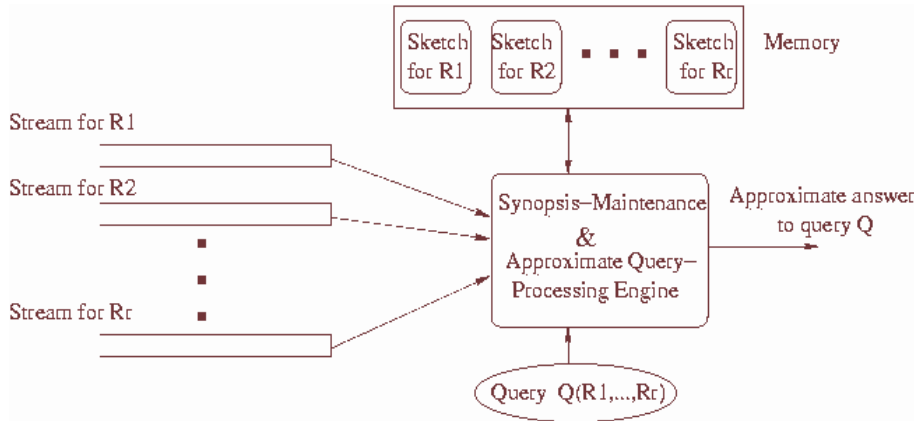 Sketch
for R1
Sketch
for R2
Sketch
for Rr
Memory
Stream for R1
Stream for R2
Stream for Rr
Synopsis-Maintenance
&
Approximate Query-
Processing Engine
Approximate answer
to query Q
Query Q(R1,...,Rr)